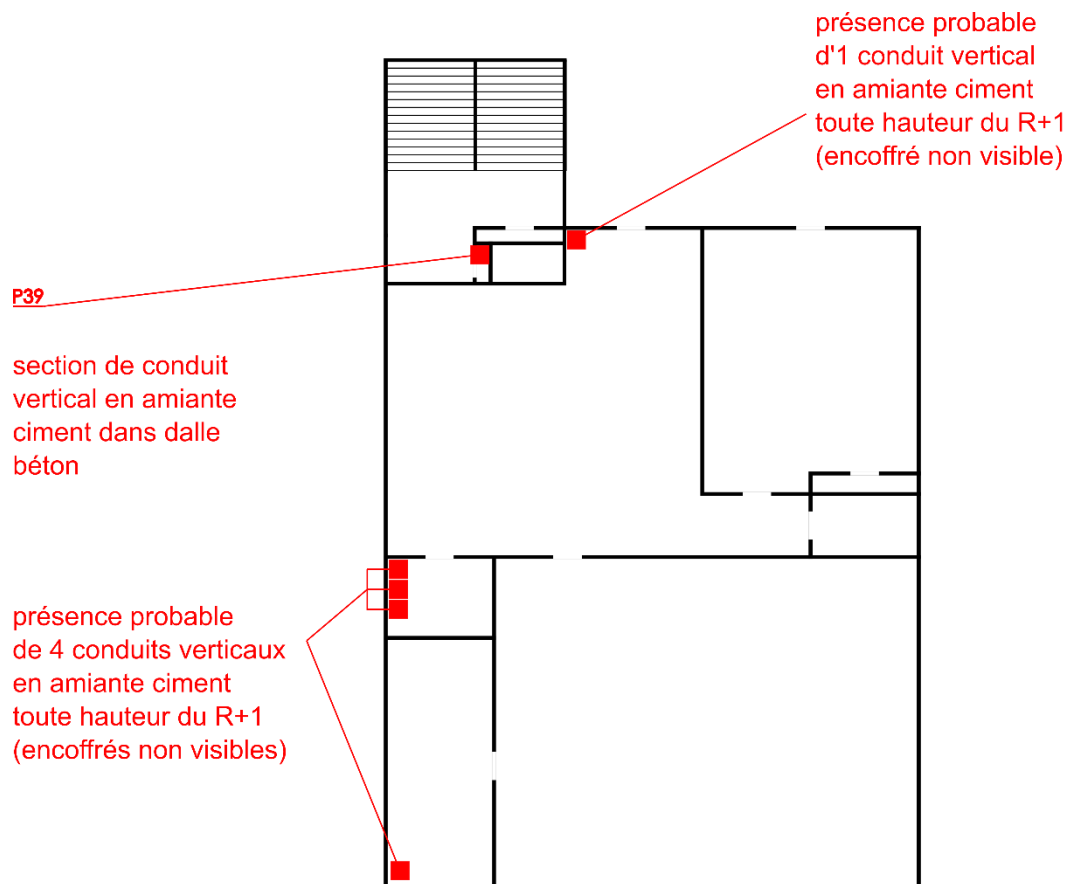 présence probable
d'1 conduit vertical
en amiante ciment
toute hauteur du R+1
(encoffré non visible)
P39
section de conduit
vertical en amiante
ciment dans dalle
béton
présence probable
de 4 conduits verticaux
en amiante ciment
toute hauteur du R+1
(encoffrés non visibles)